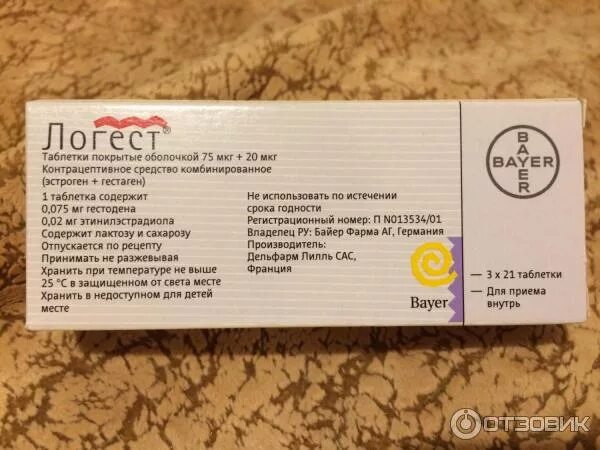 Логест®
Таблетки покрытые оболочкой 75 мкг + 20 мкг
Контрацептивное средство комбинированное
(эстроген + гестаген)
1 таблетка содержит
0,075 мг гестодена
0,02 мг этинилэстрадиола
Содержит лактозу и сахарозу
Отпускается по рецепту
Принимать не разжевывая
Хранить при температуре не выше
25 °C в защищенном от света месте
Хранить в недоступном для детей
месте
Не использовать по истечении
срока годности
Регистрационный номер: П N013534/01
Владелец РУ: Байер Фарма АГ, Германия
Производитель:
Дельфарм Лилль САС,
Франция
Bayer
BAYER
BAYER
— 3 x 21 таблетки
— Для приема
внутрь
ОТЗОВИК